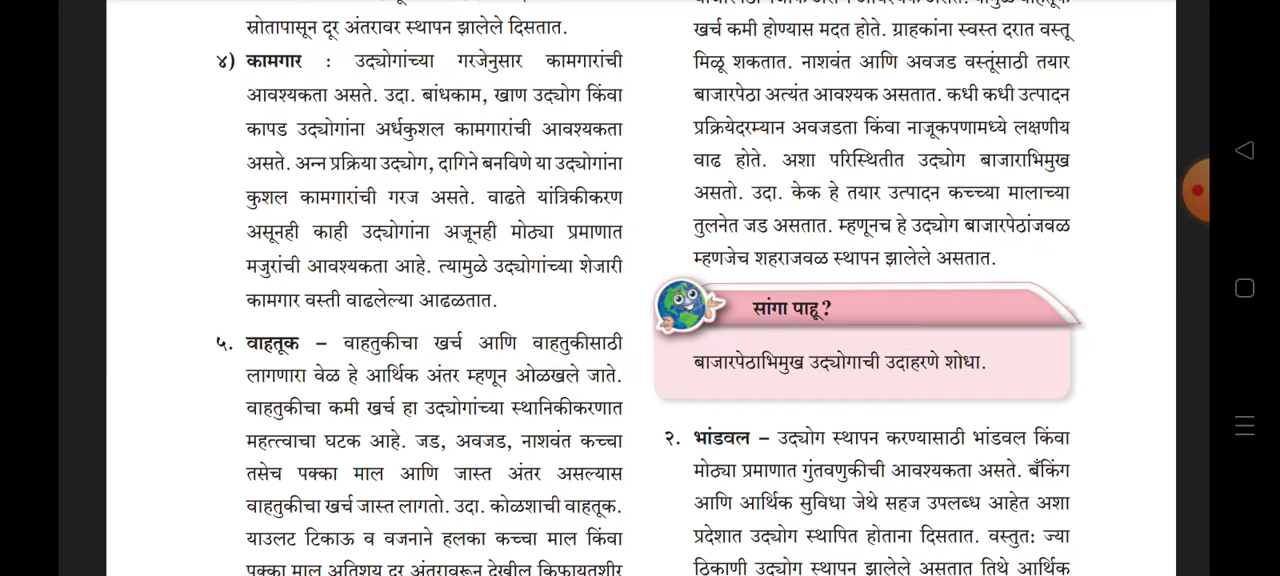 स्रोतापासून दूर अंतरावर स्थापन झालेले दिसतात.
४) कामगार : उद्योगांच्या गरजेनुसार कामगारांची
आवश्यकता असते. उदा. बांधकाम, खाण उद्योग किंवा
कापड उद्योगांना अर्धकुशल कामगारांची आवश्यकता
असते. अन्न प्रक्रिया उद्योग, दागिने बनविणे या उद्योगांना
कुशल कामगारांची गरज असते. वाढते यांत्रिकीकरण
असूनही काही उद्योगांना अजूनही मोठ्या प्रमाणात
मजुरांची आवश्यकता आहे. त्यामुळे उद्योगांच्या शेजारी
कामगार वस्ती वाढलेल्या आढळतात.
५. वाहतूक – वाहतुकीचा खर्च आणि वाहतुकीसाठी
लागणारा वेळ हे आर्थिक अंतर म्हणून ओळखले जाते.
वाहतुकीचा कमी खर्च हा उद्योगांच्या स्थानिकीकरणात
महत्त्वाचा घटक आहे. जड, अवजड, नाशवंत कच्चा
तसेच पक्का माल आणि जास्त अंतर असल्यास
वाहतुकीचा खर्च जास्त लागतो. उदा. कोळशाची वाहतूक.
याउलट टिकाऊ व वजनाने हलका कच्चा माल किंवा
पक्का माल अतिशय दूर अंतरावरून देखील किफायतशीर
खर्च कमी होण्यास मदत होते. ग्राहकांना स्वस्त दरात वस्तू
मिळू शकतात. नाशवंत आणि अवजड वस्तूंसाठी तयार
बाजारपेठा अत्यंत आवश्यक असतात. कधी कधी उत्पादन
प्रक्रियेदरम्यान अवजडता किंवा नाजूकपणामध्ये लक्षणीय
वाढ होते. अशा परिस्थितीत उद्योग बाजाराभिमुख
असतो. उदा. केक हे तयार उत्पादन कच्च्या मालाच्या
तुलनेत जड असतात. म्हणूनच हे उद्योग बाजारपेठांजवळ
म्हणजेच शहराजवळ स्थापन झालेले असतात.
सांगा पाहू?
बाजारपेठाभिमुख उद्योगाची उदाहरणे शोधा.
२. भांडवल – उद्योग स्थापन करण्यासाठी भांडवल किंवा
मोठ्या प्रमाणात गुंतवणुकीची आवश्यकता असते. बँकिंग
आणि आर्थिक सुविधा जेथे सहज उपलब्ध आहेत अशा
प्रदेशात उद्योग स्थापित होताना दिसतात. वस्तुतः ज्या
ठिकाणी उद्योग स्थापन झालेले असतात तिथे आर्थिक